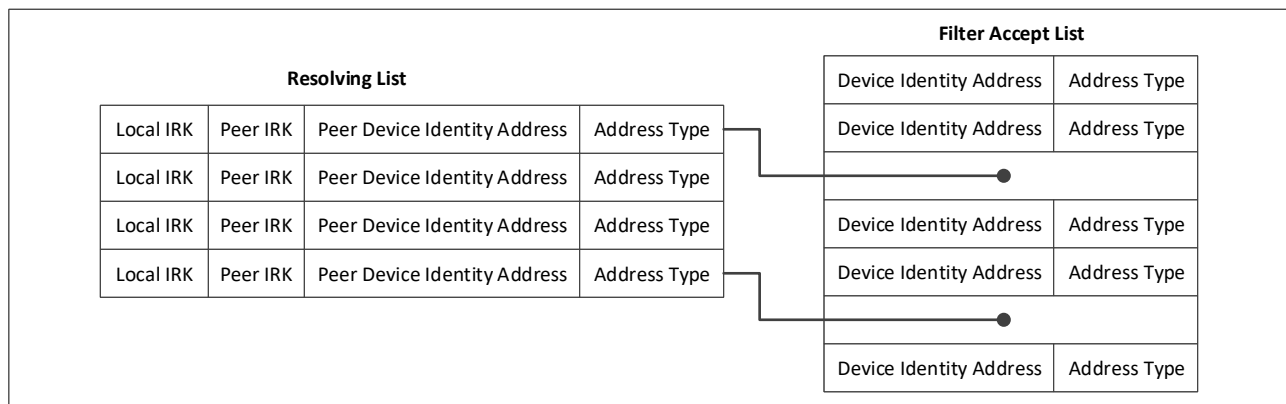 Resolving List
Local IRK Peer IRK Peer Device Identity Address Address Type
Local IRK Peer IRK Peer Device Identity Address Address Type
Local IRK Peer IRK Peer Device Identity Address Address Type
Local IRK Peer IRK Peer Device Identity Address Address Type
Filter Accept List
Device Identity Address Address Type
Device Identity Address Address Type
Device Identity Address Address Type
Device Identity Address Address Type
Device Identity Address Address Type